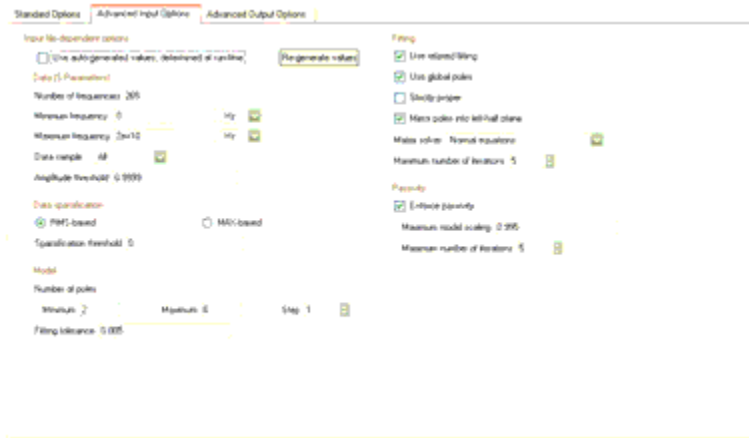 Standard Options
Advanced Input Options
Advanced Output Options
Input file-dependent options
Use auto-generated values, determined at run-time
Re-generate values
Data (S-Parameters)
Number of frequencies 265
Minimum frequency 0 Hz
Maximum frequency Hz
Data sample All
Amplitude threshold 0.9999
Data sparsification
RMS-based
MAX-based
Sparsification threshold 0
Model
Number of poles
Minimum 2
Maximum 6
Step 1
Fitting tolerance 0.005
Fitting
Use relaxed fitting
Use global poles
Strictly proper
poles into left-half plane
Matrix solver Normal equations
Maximum number of iterations 5
Passivity
Enforce passivity
Maximum model scaling 0.995
Maximum number of iterations 5